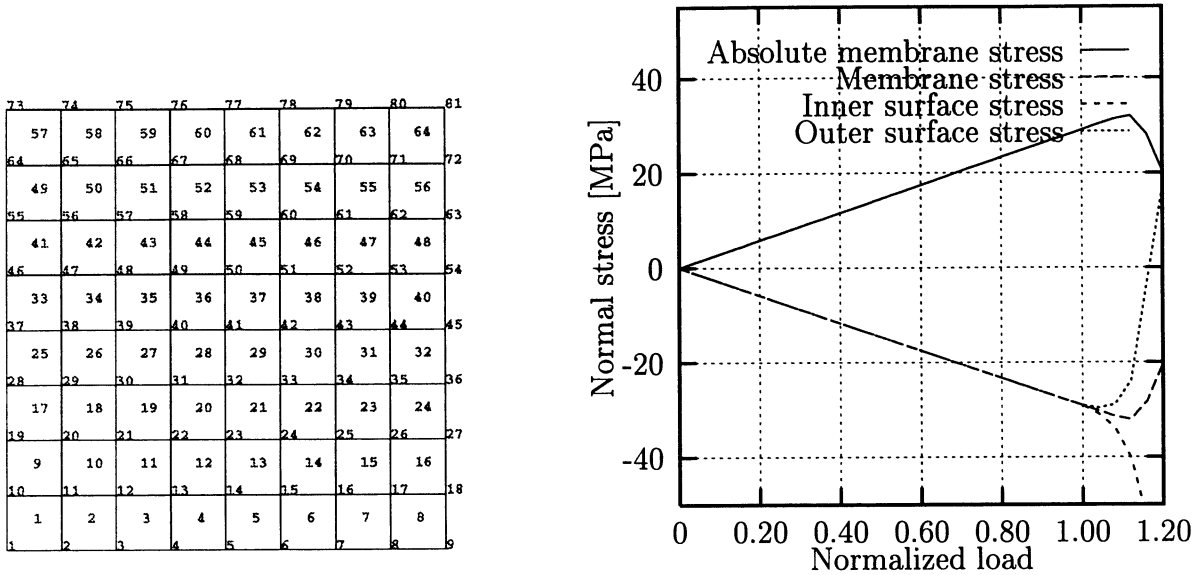 73 74 75 76 77 78 79 80 81
57 58 59 60 61 62 63 64
64 65 66 67 68 69 70 71 72
49 50 51 52 53 54 55 56
55 56 57 58 59 60 61 62 63
41 42 43 44 45 46 47 48
46 47 48 49 50 51 52 53 54
33 34 35 36 37 38 39 40
37 38 39 40 41 42 43 44 45
25 26 27 28 29 30 31 32
28 29 30 31 32 33 34 35 36
17 18 19 20 21 22 23 24
19 20 21 22 23 24 25 26 27
9 10 11 12 13 14 15 16
10 11 12 13 14 15 16 17 18
1 2 3 4 5 6 7 8
1 2 3 4 5 6 7 8 9
Absolute membrane stress
Membrane stress
Inner surface stress
Outer surface stress
Normal stress [MPa]
40
20
0
-20
-40
0 0.20 0.40 0.60 0.80 1.00 1.20
Normalized load